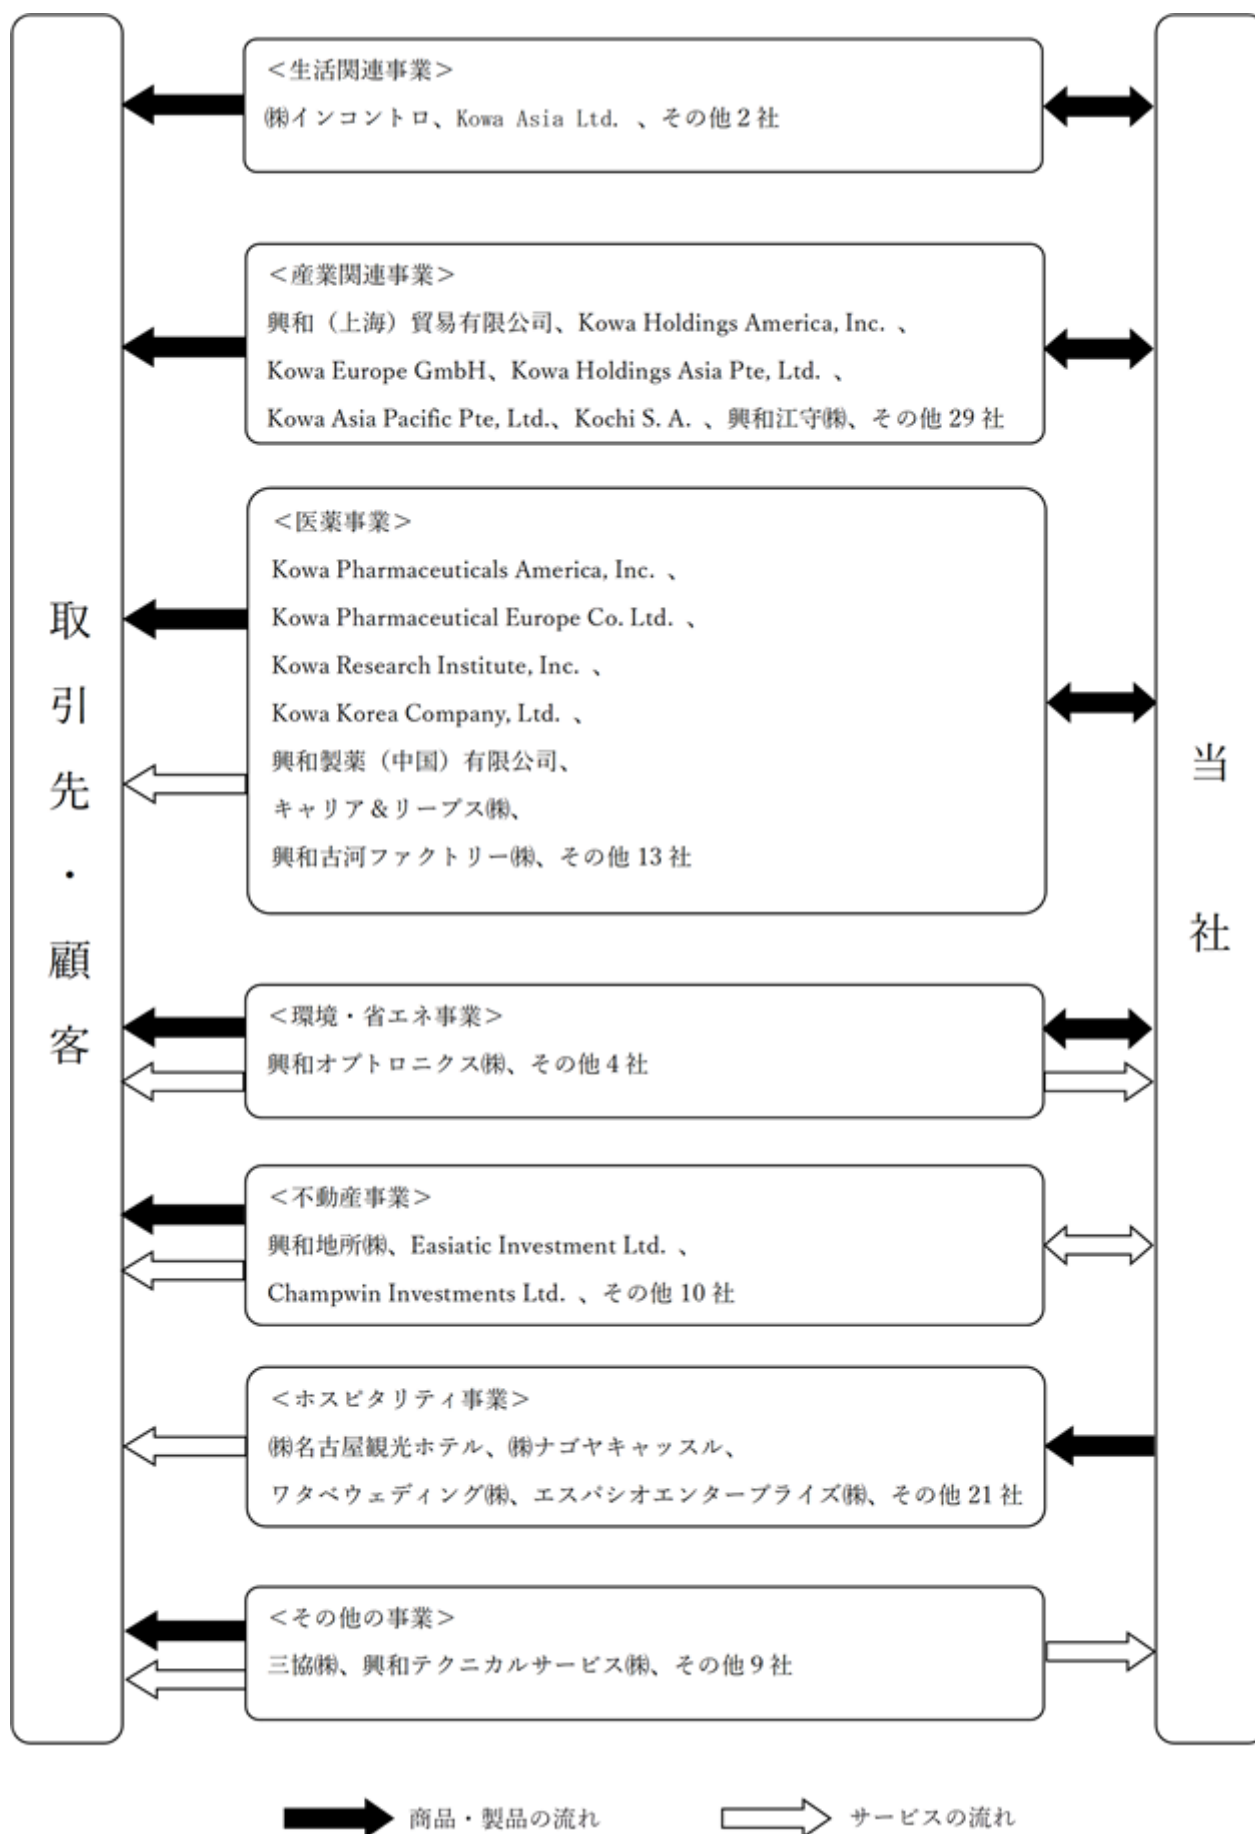 取引先・顧客
＜生活関連事業＞
㈱インコントロ、Kowa Asia Ltd. 、その他2社
＜産業関連事業＞
興和（上海）貿易有限公司、Kowa Holdings America, Inc. 、
Kowa Europe GmbH、Kowa Holdings Asia Pte, Ltd. 、
Kowa Asia Pacific Pte, Ltd.、Kochi S. A. 、興和江守㈱、その他 29 社
＜医薬事業＞
Kowa Pharmaceuticals America, Inc. 、
Kowa Pharmaceutical Europe Co. Ltd. 、
Kowa Research Institute, Inc. 、
Kowa Korea Company, Ltd. 、
興和製薬（中国）有限公司、
キャリア＆リープス㈱、
興和古河ファクトリー㈱、その他 13 社
＜環境・省エネ事業＞
興和オプトロニクス㈱、その他 4 社
＜不動産事業＞
興和地所㈱、Easiatic Investment Ltd. 、
Champwin Investments Ltd. 、その他 10 社
＜ホスピタリティ事業＞
㈱名古屋観光ホテル、㈱ナゴヤキャッスル、
ワタベウェディング㈱、エスパシオエンタープライズ㈱、その他 21 社
＜その他の事業＞
三協㈱、興和テクニカルサービス㈱、その他 9 社
当社
商品・製品の流れ
サービスの流れ